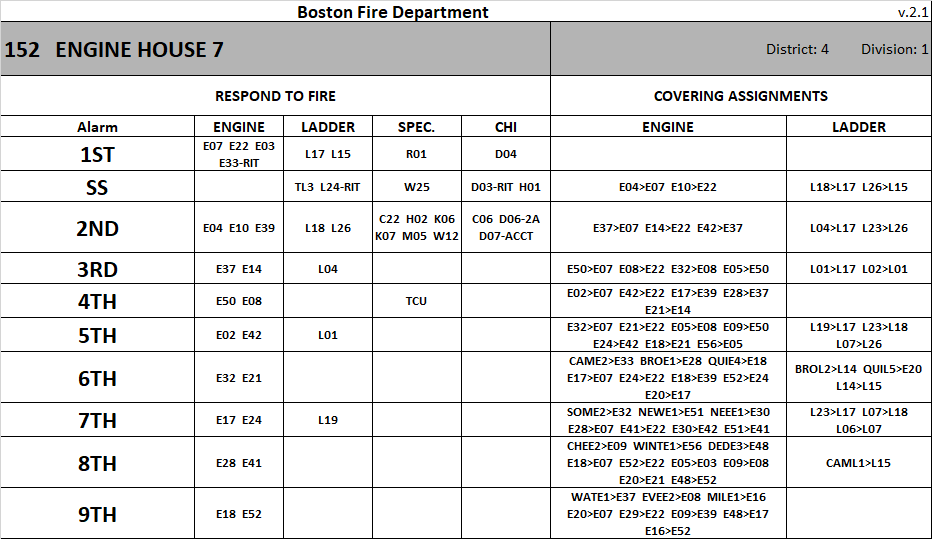 Boston Fire Department
v.2.1
152 ENGINE HOUSE 7
District: 4 Division: 1
RESPOND TO FIRE
COVERING ASSIGNMENTS
Alarm ENGINE LADDER SPEC. CHI ENGINE LADDER
1ST
E07 E22 E03
E33-RIT
L17 L15
R01
D04
SS
TL3 L24-RIT
W25
D03-RIT H01
E04>E07 E10>E22
L18>L17 L26>L15
2ND
E04 E10 E39
L18 L26
C22 H02 K06
K07 M05 W12
C06 D06-2A
D07-ACCT
E37>E07 E14>E22 E42>E37
L04>L17 L23>L26
3RD
E37 E14
L04
E50>E07 E08>E22 E32>E08 E05>E50
L01>L17 L02>L01
4TH
E50 E08
TCU
E02>E07 E42>E22 E17>E39 E28>E37
E21>E14
5TH
E02 E42
L01
E32>E07 E21>E22 E05>E08 E09>E50
E24>E42 E18>E21 E56>E05
L19>L17 L23>L18
L07>L26
6TH
E32 E21
CAME2>E33 BROE1>E28 QUIE4>E18
E17>E07 E24>E22 E18>E39 E52>E24
E20>E17
BROL2>L14 QUIL5>E20
L14>L15
7TH
E17 E24
L19
SOME2>E32 NEWE1>E51 NEEE1>E30
E28>E07 E41>E22 E30>E42 E51>E41
L23>L17 L07>L18
L06>L07
8TH
E28 E41
CHEE2>E09 WINTE1>E56 DEDE3>E48
E18>E07 E52>E22 E05>E03 E09>E08
E20>E21 E48>E52
CAML1>L15
9TH
E18 E52
WATE1>E37 EVEE2>E08 MILE1>E16
E20>E07 E29>E22 E09>E39 E48>E17
E16>E52